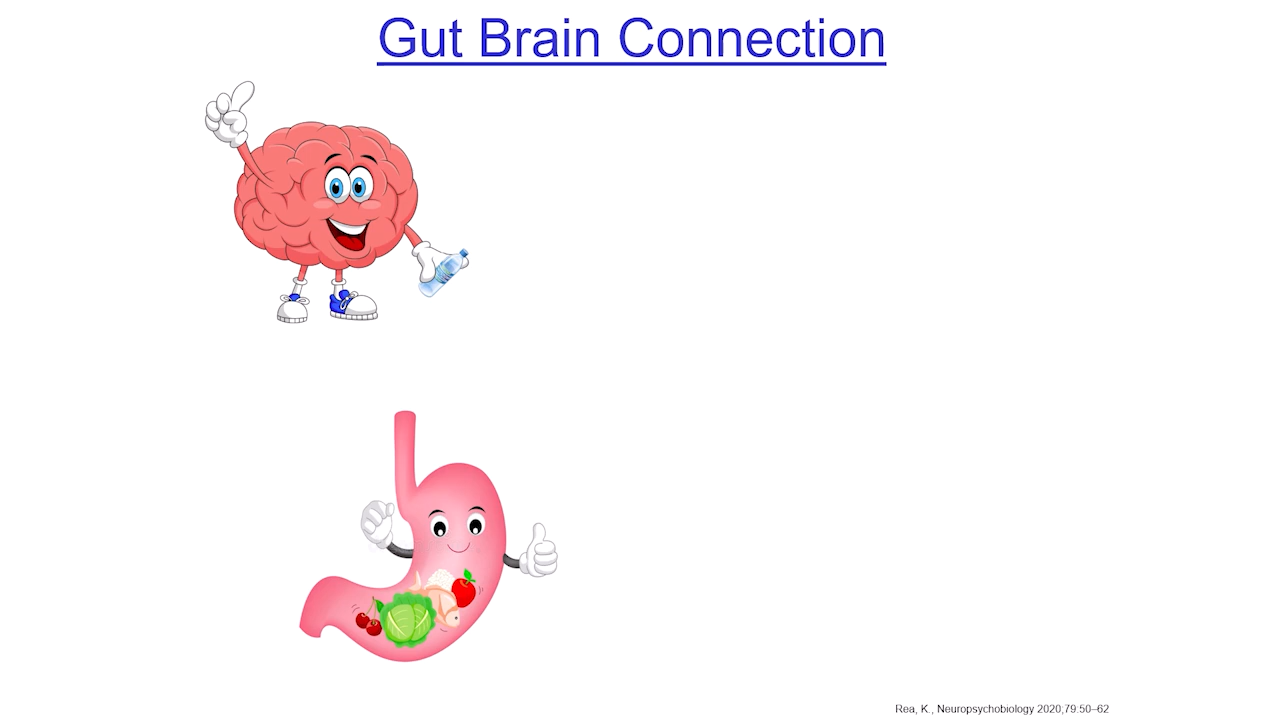 Gut Brain Connection
Rea, K., Neuropsychobiology 2020;79:50–62